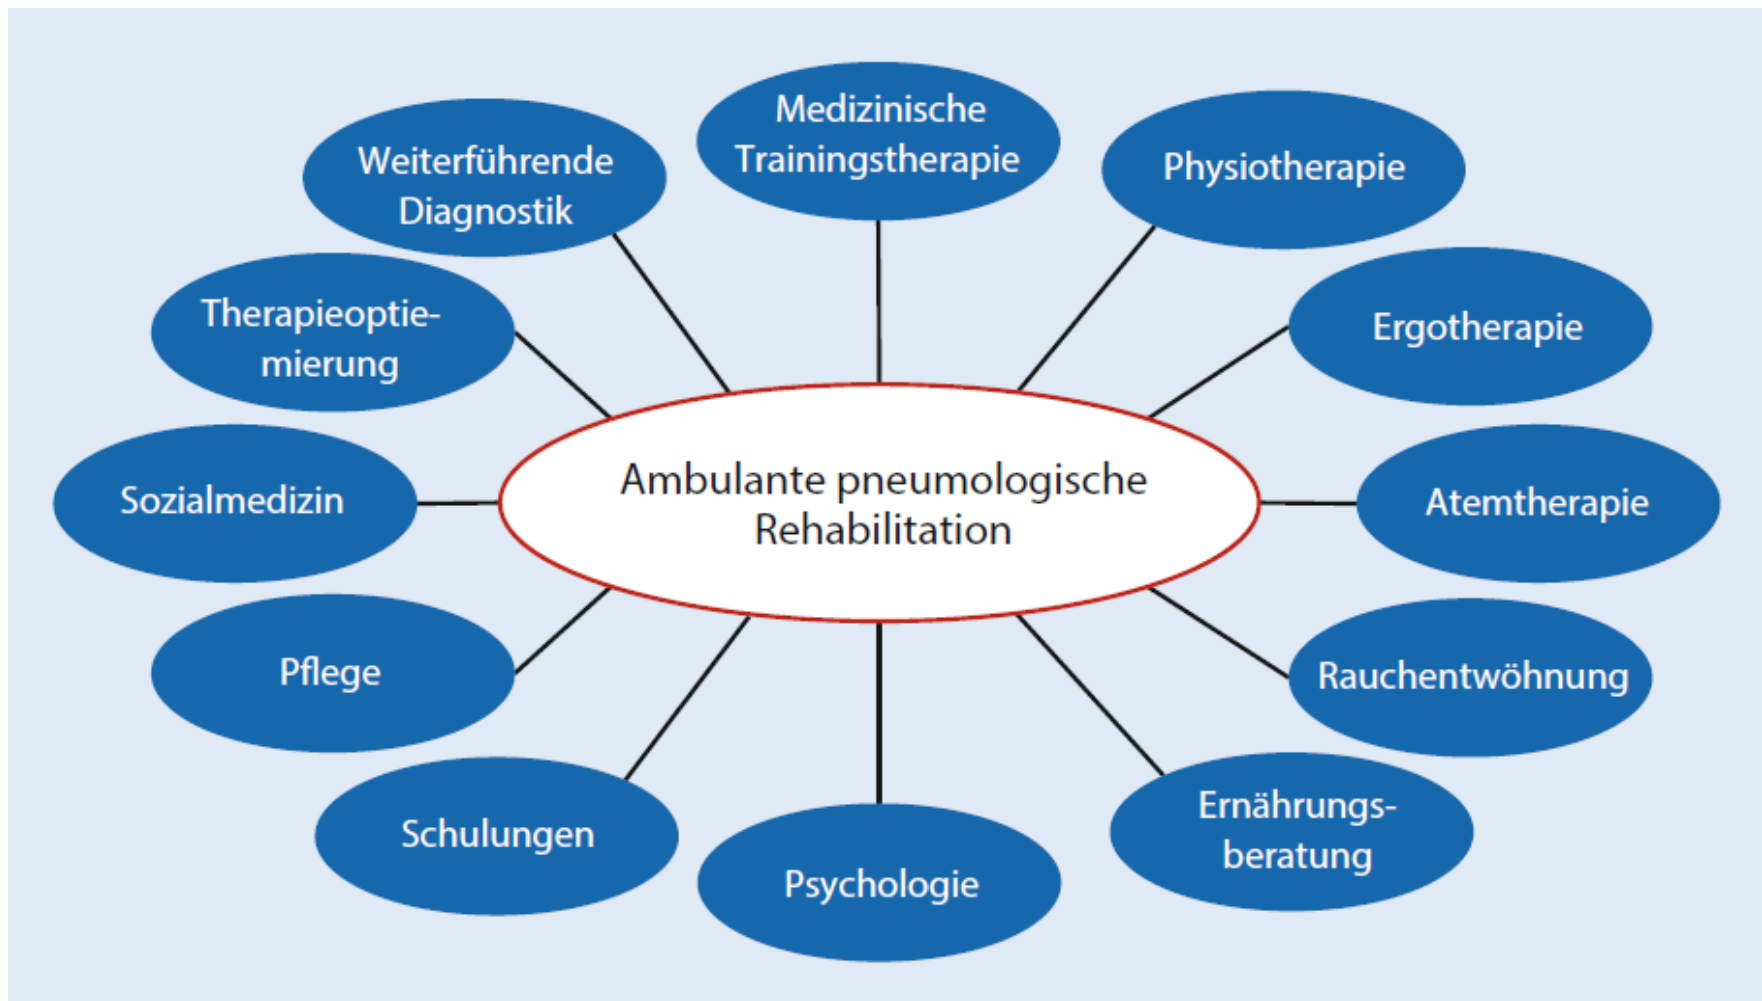 Medizinische
Trainingstherapie
Weiterführende
Diagnostik
Physiotherapie
Therapieoptie-
mierung
Ergotherapie
Sozialmedizin
Ambulante pneumologische
Rehabilitation
Atemtherapie
Pflege
Rauchentwöhnung
Schulungen
Ernährungs-
beratung
Psychologie